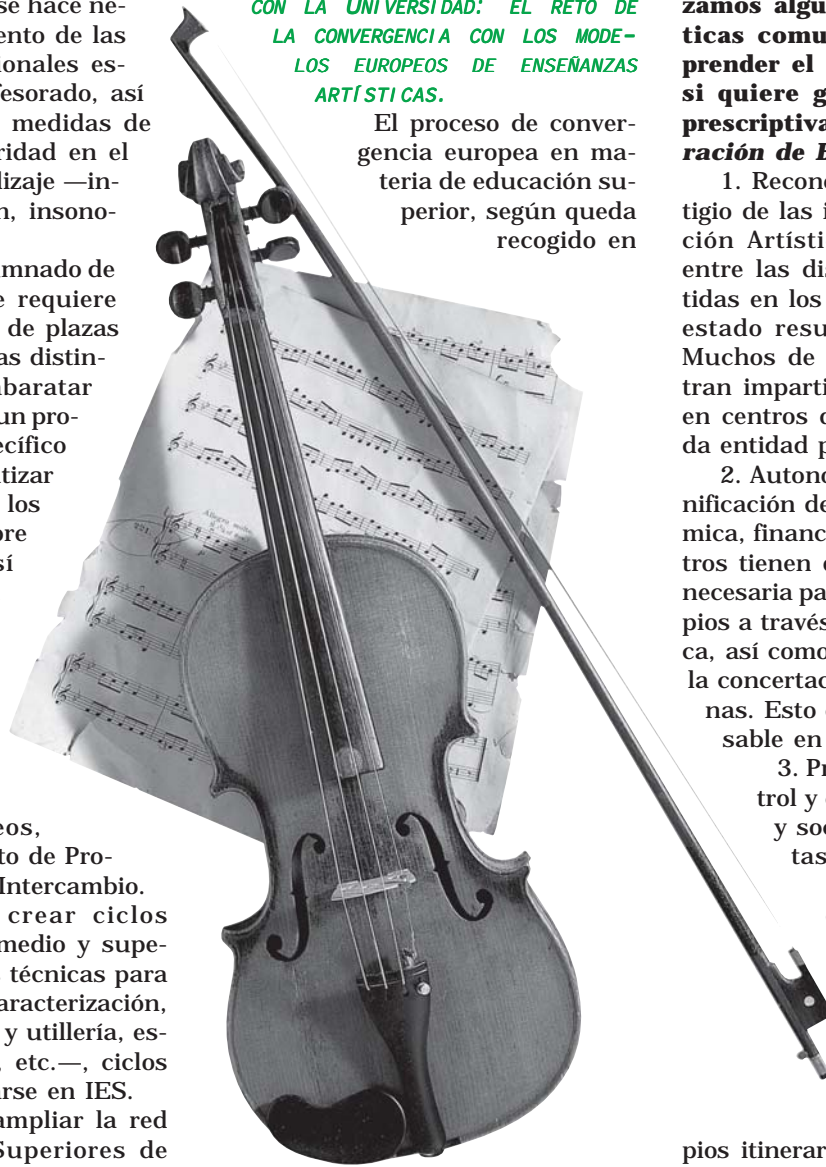 se hace ne-
ento de las
ionales es-
fesorado, así
medidas de
ridad en el
dizaje —in-
n, insono-
mnado de
e requiere
de plazas
as distin-
abaratar
un pro-
ecífico
tizar
los
bre
sí
eos,
to de Pro-
Intercambio.
crear ciclos
medio y supe-
s técnicas para
aracterización,
y utillería, es-
, etc.—, ciclos
arse en IES.
ampliar la red
Superiores de
CON LA UNIVERSIDAD: EL RETO DE
LA CONVERGENCIA CON LOS MODE-
LOS EUROPEOS DE ENSEÑANZAS
ARTÍSTICAS.
El proceso de conver-
gencia europea en ma-
teria de educación su-
perior, según queda
recogido en
Allegro
zamos algu
ticas comu
prender el
si quiere g
prescriptiva
ración de B
1. Recono
tigio de las i
ción Artísti
entre las dis
tidas en los
estado resu
Muchos de
tran imparti
en centros d
da entidad p
2. Autono
nificación de
mica, financ
tros tienen
necesaria pa
pios a través
ca, así como
la concertac
nas. Esto
sable en
3. Pr
trol y
y soc
tas
pios itinerar